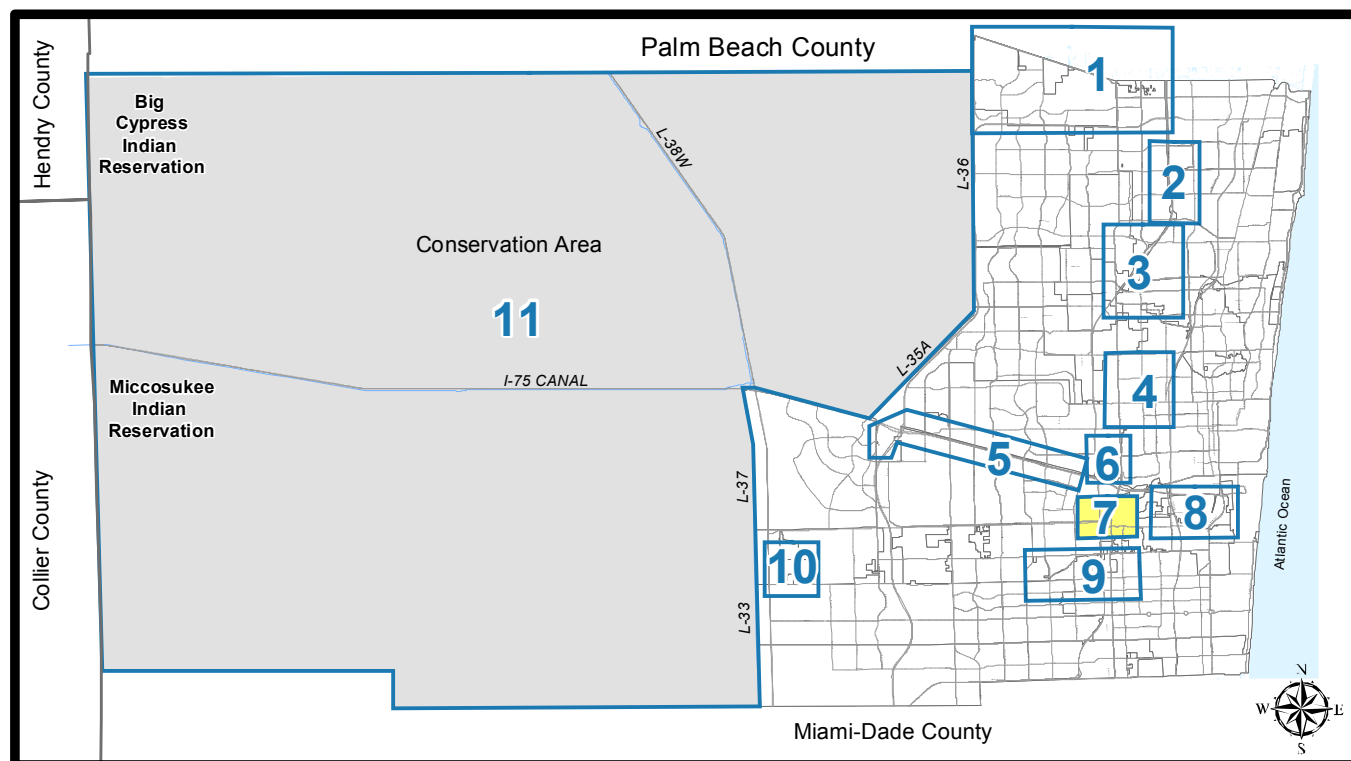 Palm Beach County
Hendry County
Big
Cypress
Indian
Reservation
L-38W
L-36
1
2
Conservation Area
3
11
L-35A
I-75 CANAL
4
Miccosukee
Indian
Reservation
5
6
L-37
7
8
Atlantic Ocean
Collier County
10
9
L-33
Miami-Dade County
N
W
E
S